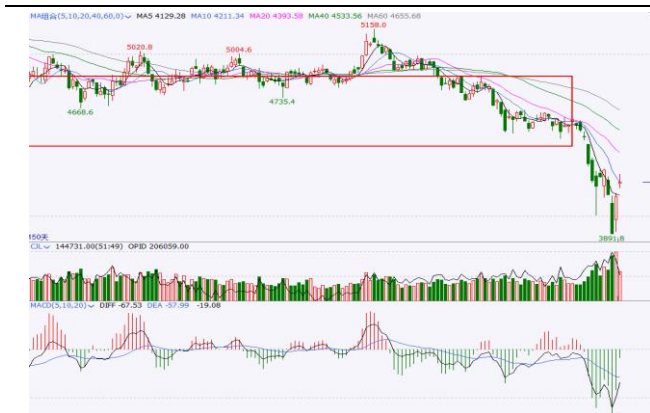 MA组合(5,10,20,40,60,0) MA5 4129.28 MA10 4211.34 MA20 4393.58 MA40 4533.56 MA60 4655.68
5158.0
5020.8
5004.6
4668.6
4735.4
3891.8
CJL 144731.00(51:49) OPID 206059.00
MACD(5,10,20) DIFF -67.53 DEA -57.99 -19.08